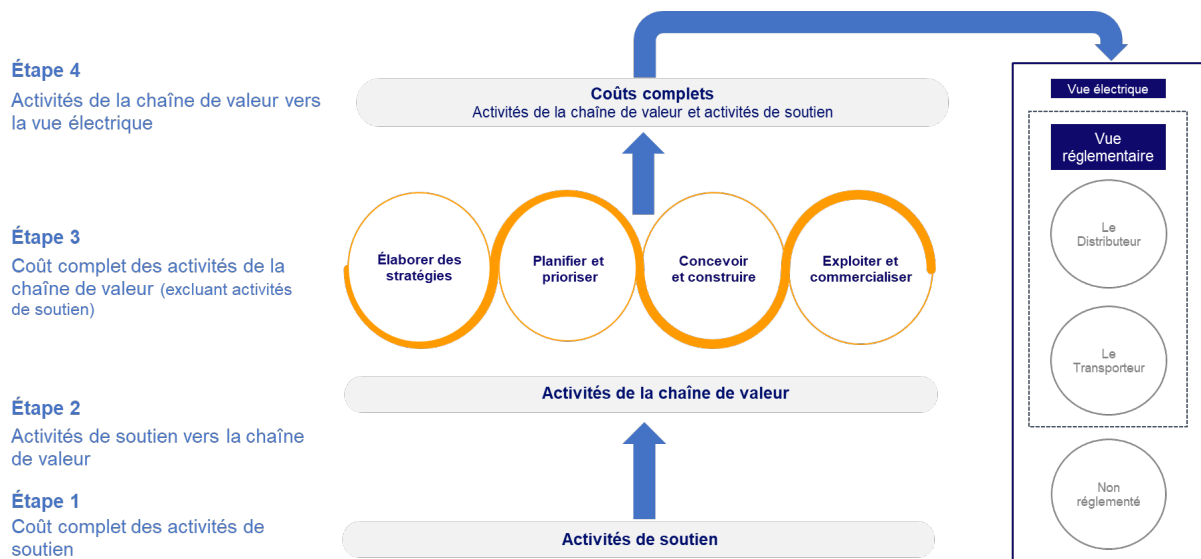 Étape 4
Activités de la chaîne de valeur vers
la vue électrique
Coûts complets
Activités de la chaîne de valeur et activités de soutien
Étape 3
Coût complet des activités de la
chaîne de valeur (excluant activités
de soutien)
Élaborer des
stratégies
Planifier et
prioriser
Concevoir
et construire
Exploiter et
commercialiser
Activités de la chaîne de valeur
Étape 2
Activités de soutien vers la chaîne
de valeur
Étape 1
Coût complet des activités de
soutien
Activités de soutien
Vue électrique
Vue
réglementaire
Le
Distributeur
Le
Transporteur
Non
réglementé